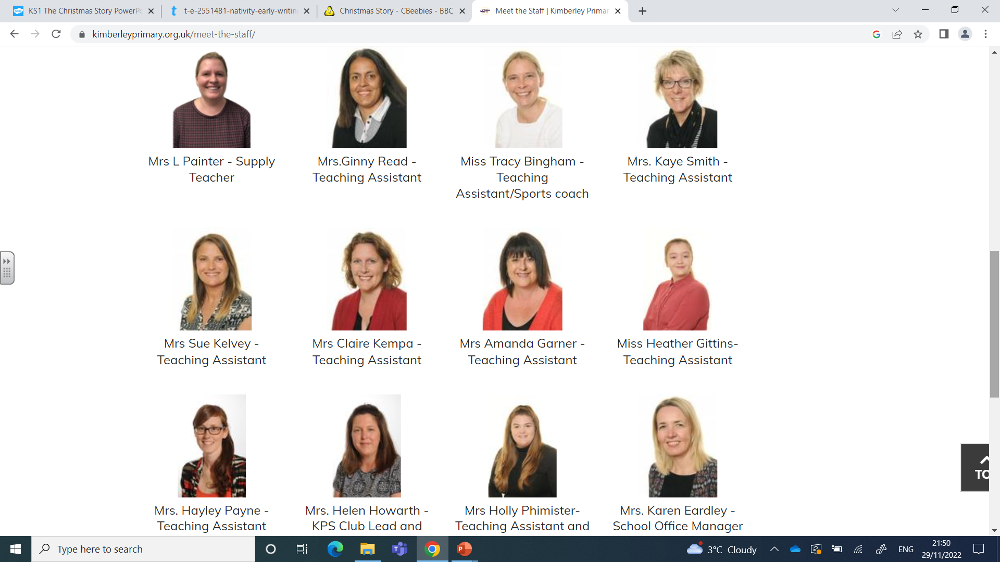 KS1 The Christmas Story PowerPo
t-e-2551481-nativity-early-writin
Christmas Story - CBeebies - BBC
Meet the Staff | Kimberley Primar
kimberleyprimary.org.uk/meet-the-staff/
Mrs L Painter - Supply
Teacher
Mrs.Ginny Read -
Teaching Assistant
Miss Tracy Bingham -
Teaching
Assistant/Sports coach
Mrs. Kaye Smith -
Teaching Assistant
Mrs Sue Kelvey -
Teaching Assistant
Mrs Claire Kempa -
Teaching Assistant
Mrs Amanda Garner -
Teaching Assistant
Miss Heather Gittins-
Teaching Assistant
Mrs. Hayley Payne -
Teaching Assistant
Mrs. Helen Howarth -
KPS Club Lead and
Mrs Holly Phimister-
Teaching Assistant and
Mrs. Karen Eardley -
School Office Manager
TO
Type here to search
3°C Cloudy
ENG
21:50
29/11/2022